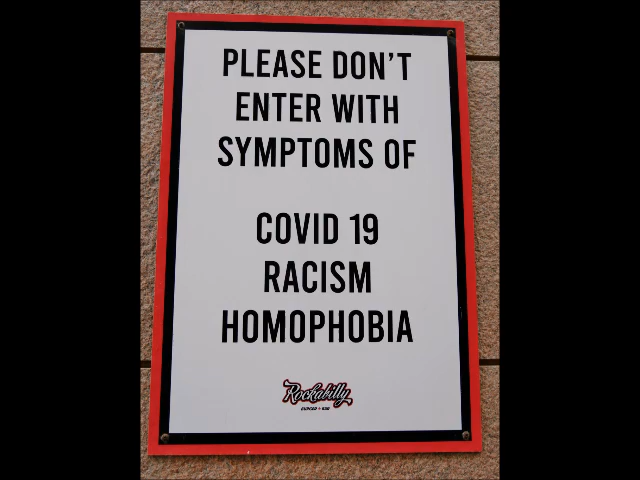 PLEASE DON'T
ENTER WITH
SYMPTOMS OF
COVID 19
RACISM
HOMOPHOBIA
Rockabilly